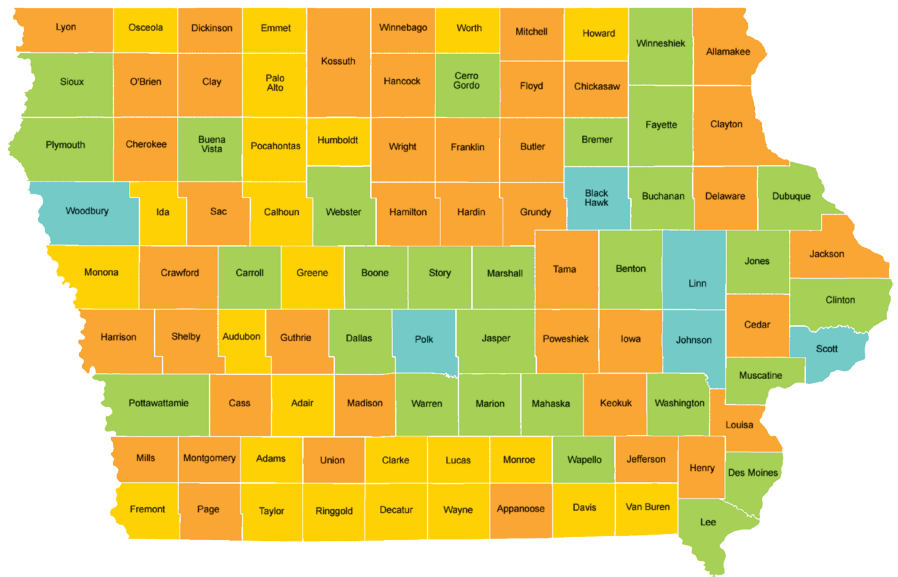 Lyon
Osceola
Dickinson
Emmet
Winnebago
Worth
Mitchell
Howard
Winneshiek
Allamakee
Kossuth
Sioux
O'Brien
Clay
Palo
Alto
Hancock
Cerro
Gordo
Floyd
Chickasaw
Plymouth
Cherokee
Buena
Vista
Pocahontas
Humboldt
Wright
Franklin
Butler
Bremer
Fayette
Clayton
Woodbury
Ida
Sac
Calhoun
Webster
Hamilton
Hardin
Grundy
Black
Hawk
Buchanan
Delaware
Dubuque
Monona
Crawford
Carroll
Greene
Boone
Story
Marshall
Tama
Benton
Linn
Jones
Jackson
Clinton
Harrison
Shelby
Audubon
Guthrie
Dallas
Polk
Jasper
Poweshiek
Iowa
Johnson
Cedar
Scott
Muscatine
Pottawattamie
Cass
Adair
Madison
Warren
Marion
Mahaska
Keokuk
Washington
Louisa
Mills
Montgomery
Adams
Union
Clarke
Lucas
Monroe
Wapello
Jefferson
Henry
Des Moines
Fremont
Page
Taylor
Ringgold
Decatur
Wayne
Appanoose
Davis
Van Buren
Lee